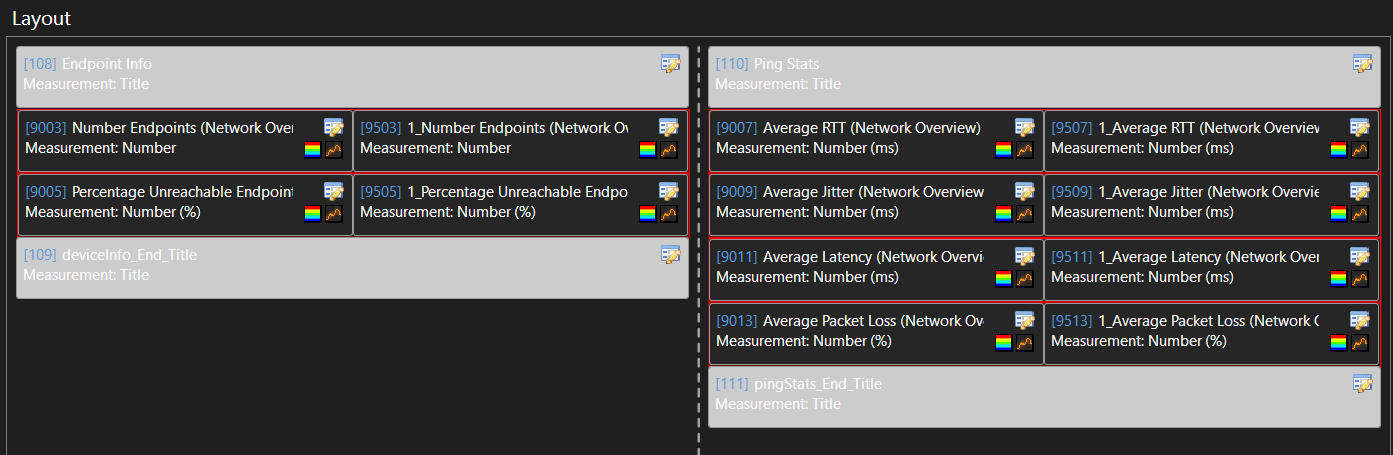 Layout
[108] Endpoint Info
Measurement: Title
[9003] Number Endpoints (Network Over
Measurement: Number
[9503] 1_Number Endpoints (Network Ov
Measurement: Number
[9005] Percentage Unreachable Endpoint
Measurement: Number (%)
[9505] 1_Percentage Unreachable Endpo
Measurement: Number (%)
[109] deviceInfo_End_Title
Measurement: Title
[110] Ping Stats
Measurement: Title
[9007] Average RTT (Network Overview)
Measurement: Number (ms)
[9507] 1_Average RTT (Network Overview
Measurement: Number (ms)
[9009] Average Jitter (Network Overview
Measurement: Number (ms)
[9509] 1_Average Jitter (Network Overvie
Measurement: Number (ms)
[9011] Average Latency (Network Overvi
Measurement: Number (ms)
[9511] 1_Average Latency (Network Over
Measurement: Number (ms)
[9013] Average Packet Loss (Network Ov
Measurement: Number (%)
[9513] 1_Average Packet Loss (Network O
Measurement: Number (%)
[111] pingStats_End_Title
Measurement: Title